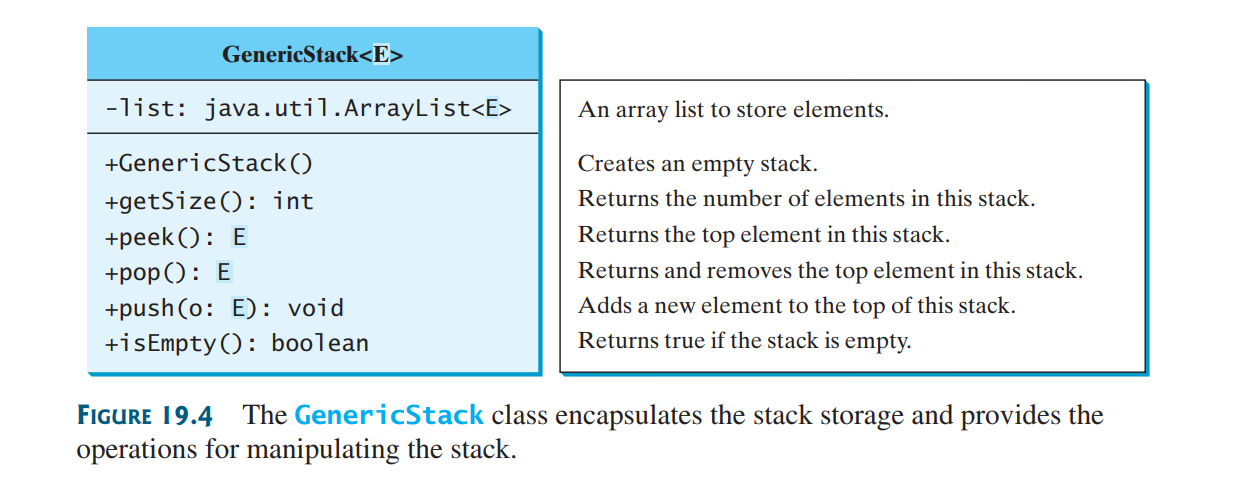 GenericStack<E>
-list: java.util.ArrayList<E>
An array list to store elements.
+GenericStack()
Creates an empty stack.
+getSize(): int
Returns the number of elements in this stack.
+peek(): E
Returns the top element in this stack.
+pop(): E
Returns and removes the top element in this stack.
+push(o: E): void
Adds a new element to the top of this stack.
+isEmpty(): boolean
Returns true if the stack is empty.
FIGURE 19.4 The GenericStack class encapsulates the stack storage and provides the
operations for manipulating the stack.